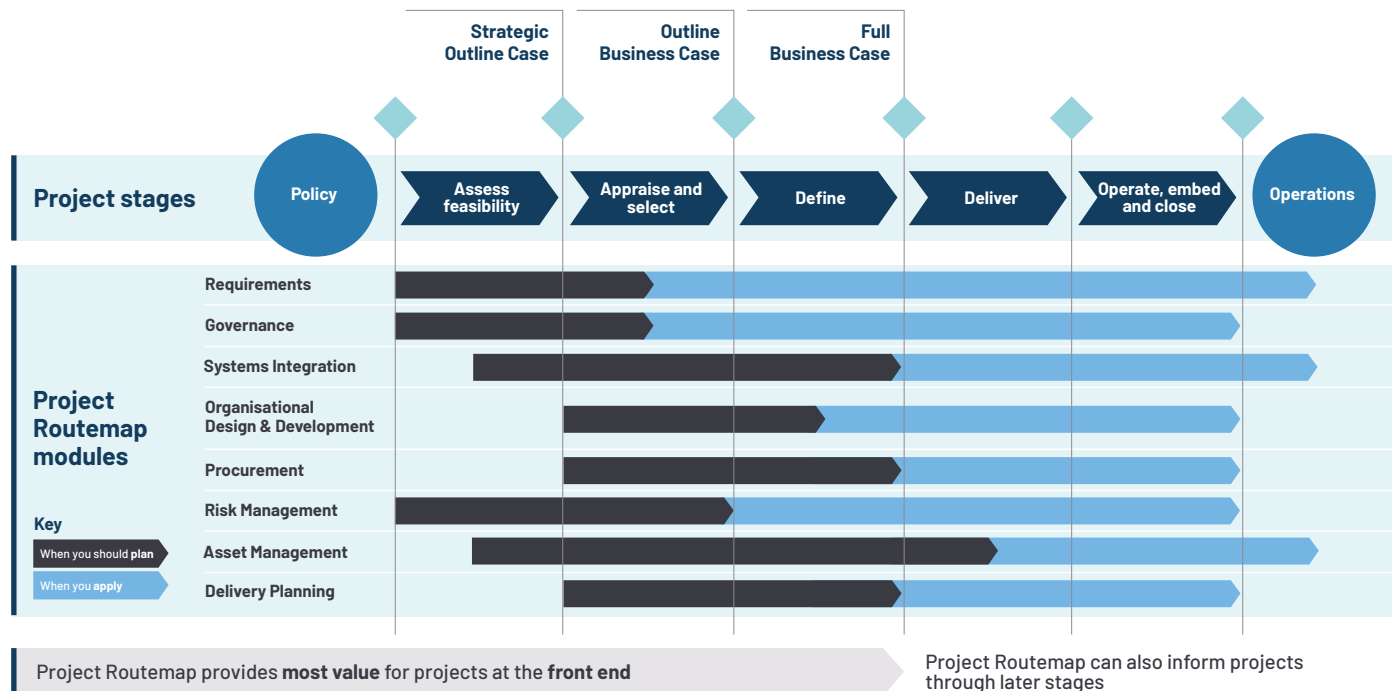 Strategic
Outline Case
Outline
Business Case
Full
Business Case
Project stages
Policy
Assess
feasibility
Appraise and
select
Define
Deliver
Operate, embed
and close
Operations
Project
Routemap
modules
Requirements
Governance
Systems Integration
Organisational
Design & Development
Procurement
Risk Management
Asset Management
Delivery Planning
Key
When you should plan
When you apply
Project Routemap provides most value for projects at the front end
Project Routemap can also inform projects
through later stages